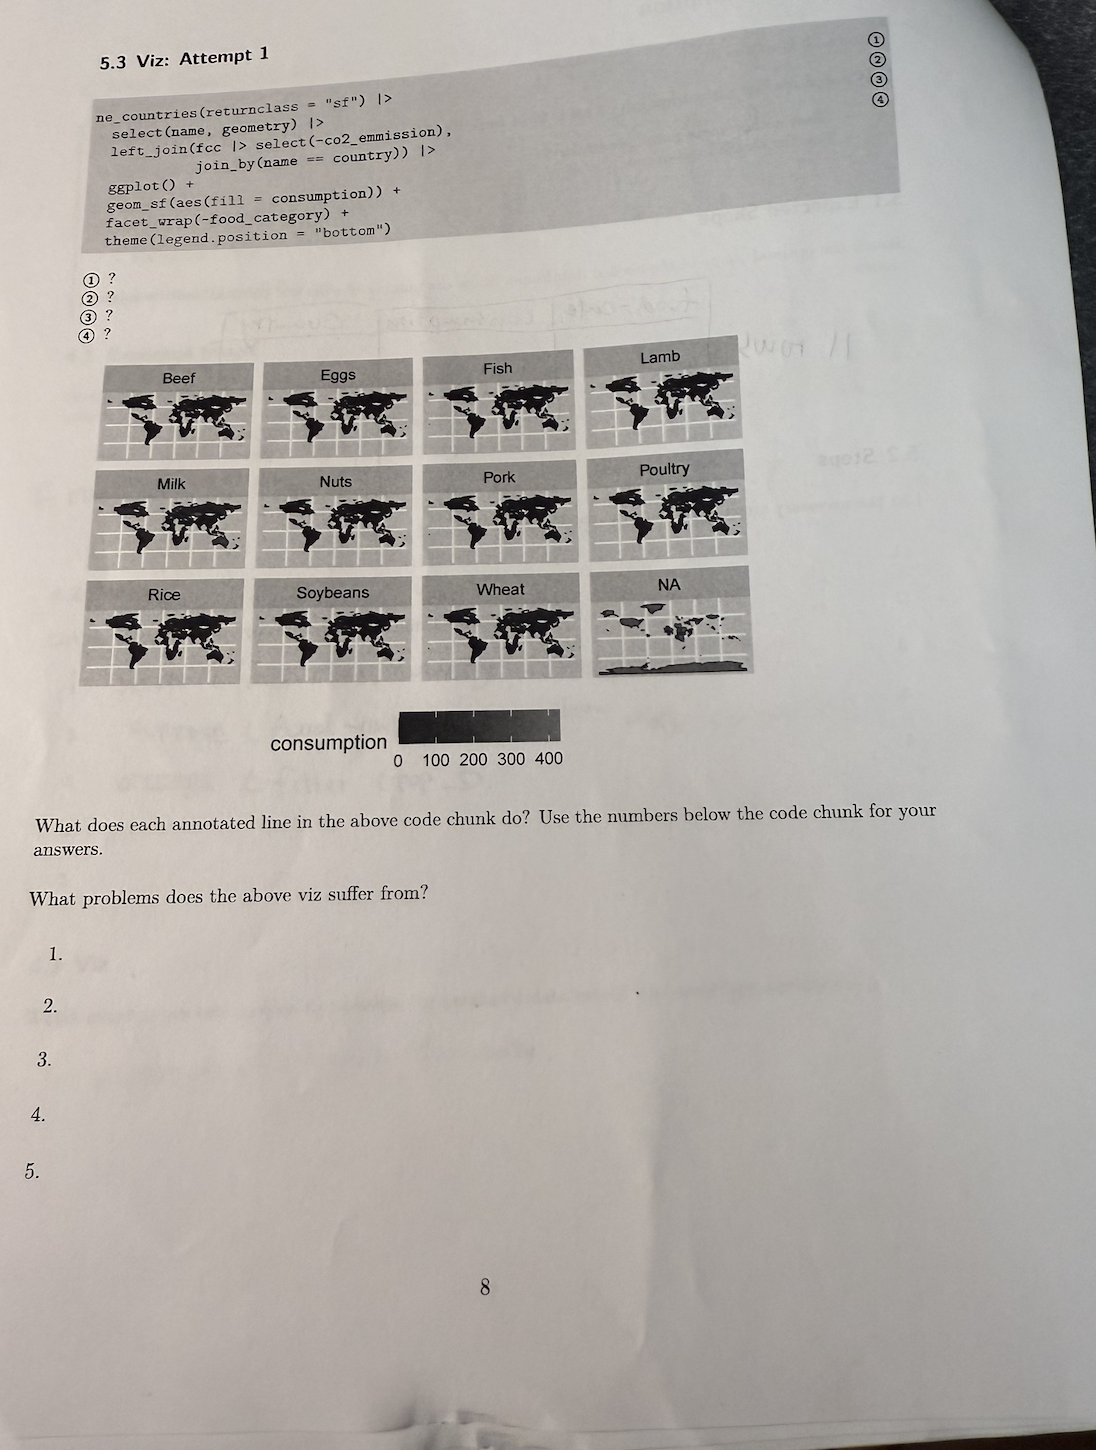 5.3 Viz: Attempt 1
ne_countries(returnclass = "sf") |> ①
select(name, geometry) |> ②
left_join(fcc |> select(-co2_emmission), ③
join_by(name == country)) |> ④
ggplot() +
geom_sf(aes(fill = consumption)) +
facet_wrap(~food_category) +
theme(legend.position = "bottom")
① ?
② ?
③ ?
④ ?
Beef Eggs Fish Lamb
Milk Nuts Pork Poultry
Rice Soybeans Wheat NA
consumption
0 100 200 300 400
What does each annotated line in the above code chunk do? Use the numbers below the code chunk for your
answers.
What problems does the above viz suffer from?
1.
2.
3.
4.
5.
8